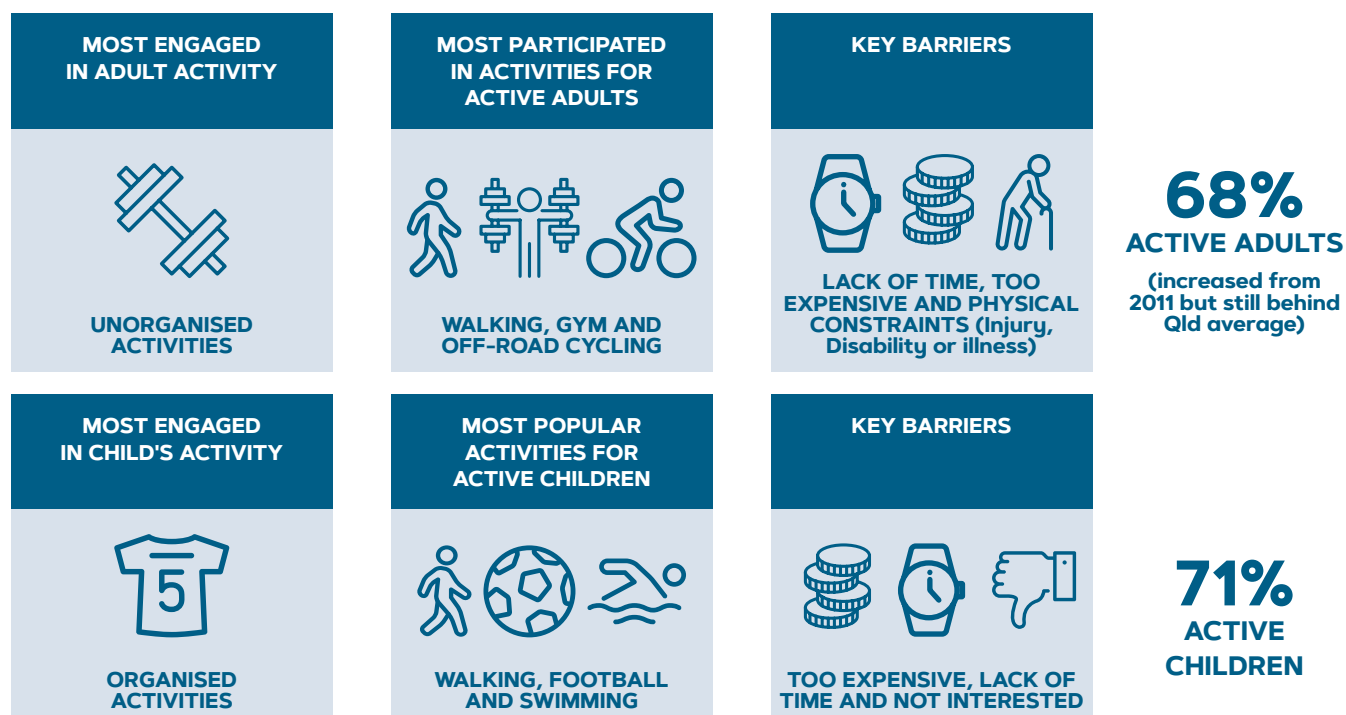 MOST ENGAGED
IN ADULT ACTIVITY
UNORGANISED
ACTIVITIES
MOST PARTICIPATED
IN ACTIVITIES FOR
ACTIVE ADULTS
WALKING, GYM AND
OFF-ROAD CYCLING
KEY BARRIERS
LACK OF TIME, TOO
EXPENSIVE AND PHYSICAL
CONSTRAINTS (Injury,
Disability or illness)
68%
ACTIVE ADULTS
(increased from
2011 but still behind
Qld average)
MOST ENGAGED
IN CHILD'S ACTIVITY
5
ORGANISED
ACTIVITIES
MOST POPULAR
ACTIVITIES FOR
ACTIVE CHILDREN
WALKING, FOOTBALL
AND SWIMMING
KEY BARRIERS
TOO EXPENSIVE, LACK OF
TIME AND NOT INTERESTED
71%
ACTIVE
CHILDREN